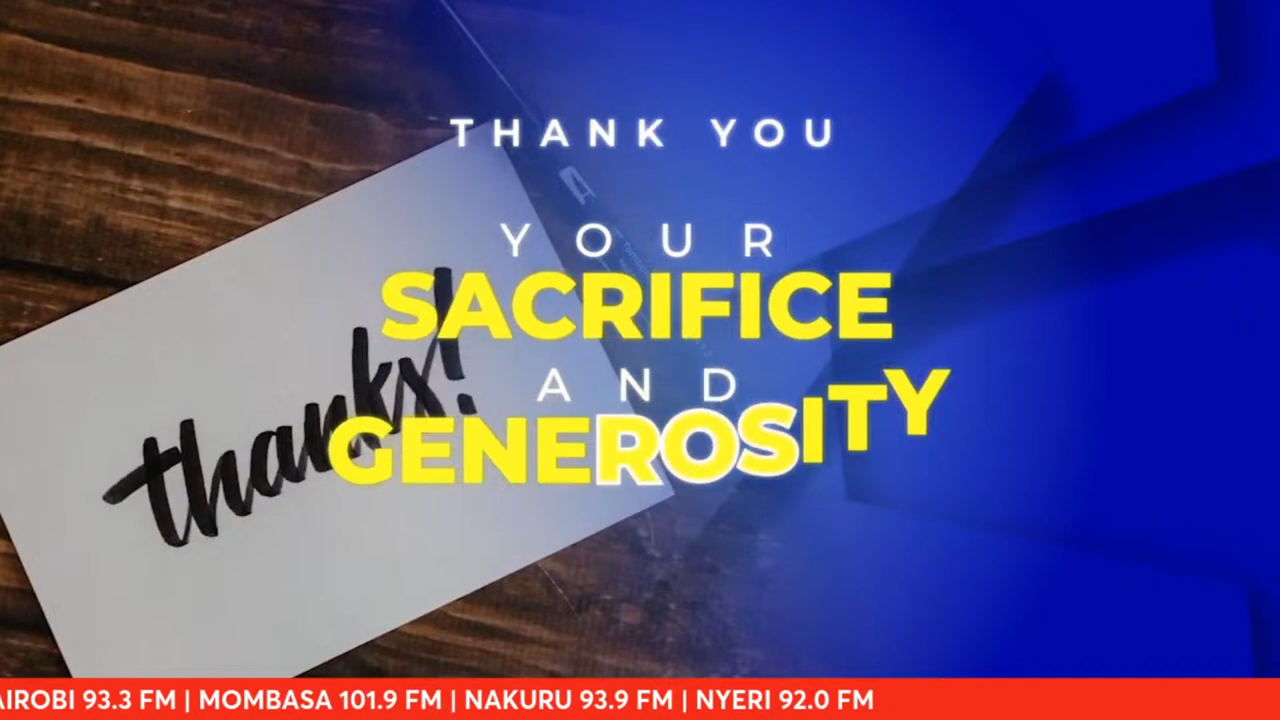 THANK YOU
YOUR
SACRIFICE
AND
GENEROSITY
thanks!
AIROBI 93.3 FM | MOMBASA 101.9 FM | NAKURU 93.9 FM | NYERI 92.0 FM